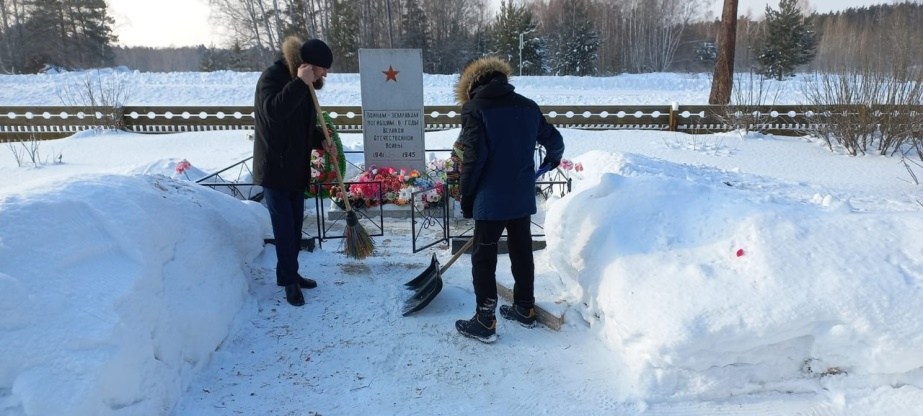 ВОИНАМ - ЗЕМЛЯКАМ
ПОГИБШИМ В ГОДЫ
ВЕЛИКОЙ
ОТЕЧЕСТВЕННОЙ
ВОЙНЫ
1941 1945